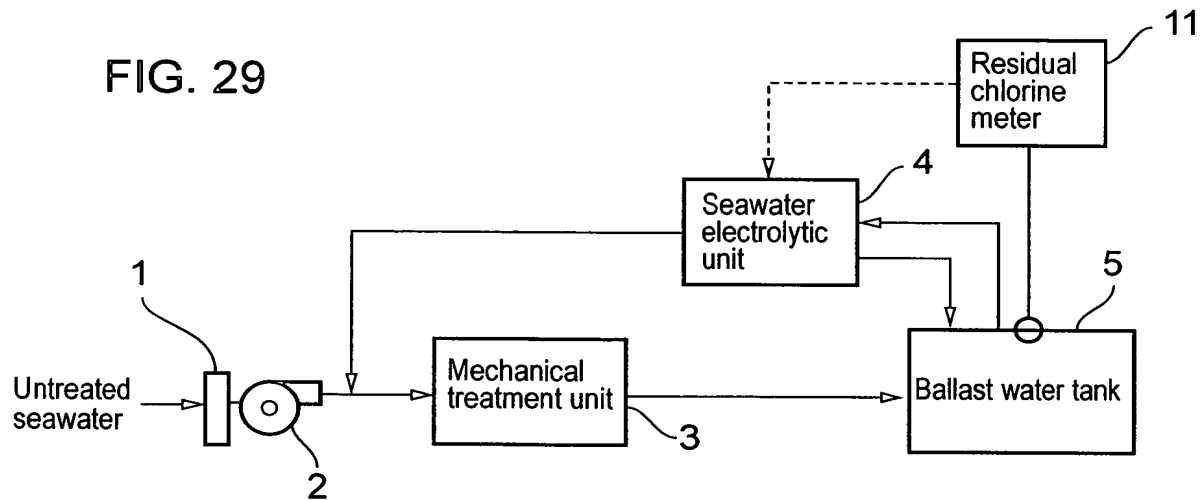 FIG. 29
11
Residual
chlorine
meter
4
Seawater
electrolytic
unit
1
5
Untreated
seawater
Mechanical
treatment unit
Ballast water tank
2
3